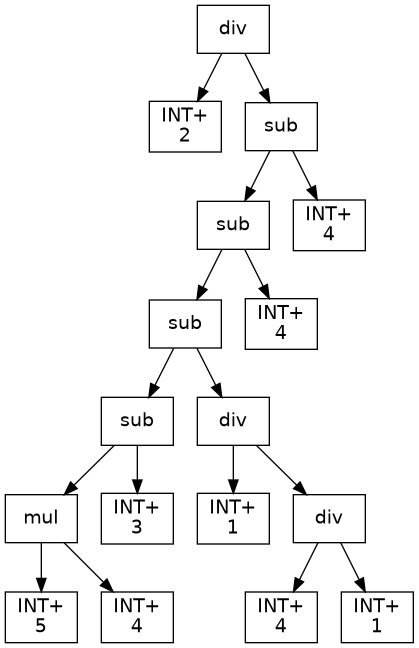 div
INT+
2
sub
sub
INT+
4
sub
INT+
4
sub
div
mul
INT+
3
INT+
1
div
INT+
5
INT+
4
INT+
4
INT+
1